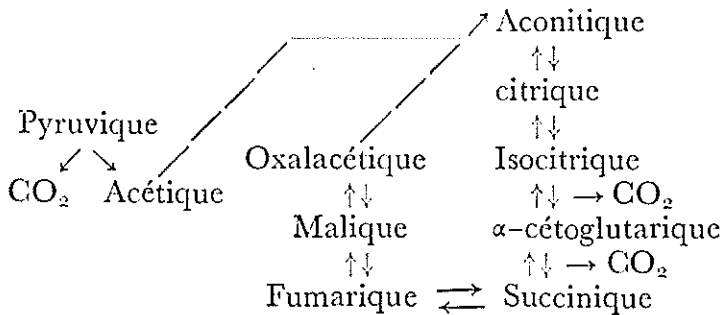 Aconitique
↑↓
citrique
Pyruvique
↑↓
↙ ↘
Oxalacétique
Isocitrique
CO₂ Acétique
↑↓
↑↓ → CO₂
Malique
α-cétoglutarique
↑↓
↑↓ → CO₂
Fumarique ⇄ Succinique